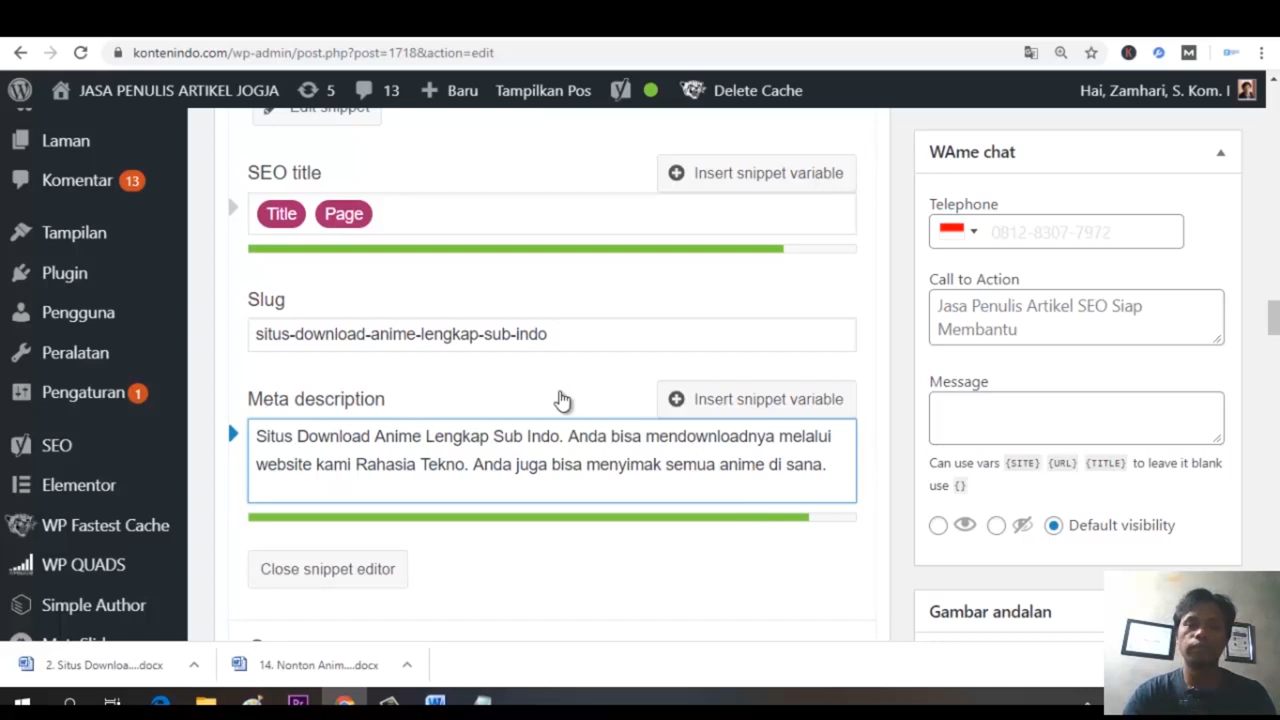 kontenindo.com/wp-admin/post.php?post=1718&action=edit
JASA PENULIS ARTIKEL JOGJA 5 13 Baru Tampilkan Pos Delete Cache Hai, Zamhari, S. Kom. I
Laman
Komentar 13
Tampilan
Plugin
Pengguna
Peralatan
Pengaturan 1
SEO
Elementor
WP Fastest Cache
WP QUADS
Simple Author
Edit snippet
SEO title
Insert snippet variable
Title Page
Slug
situs-download-anime-lengkap-sub-indo
Meta description
Insert snippet variable
Situs Download Anime Lengkap Sub Indo. Anda bisa mendownloadnya melalui
website kami Rahasia Tekno. Anda juga bisa menyimak semua anime di sana.
Close snippet editor
WAme chat
Telephone
0812-8307-7972
Call to Action
Jasa Penulis Artikel SEO Siap
Membantu
Message
Can use vars {SITE} {URL} {TITLE} to leave it blank
use {}
Default visibility
Gambar andalan
2. Situs Downloa....docx
14. Nonton Anim....docx